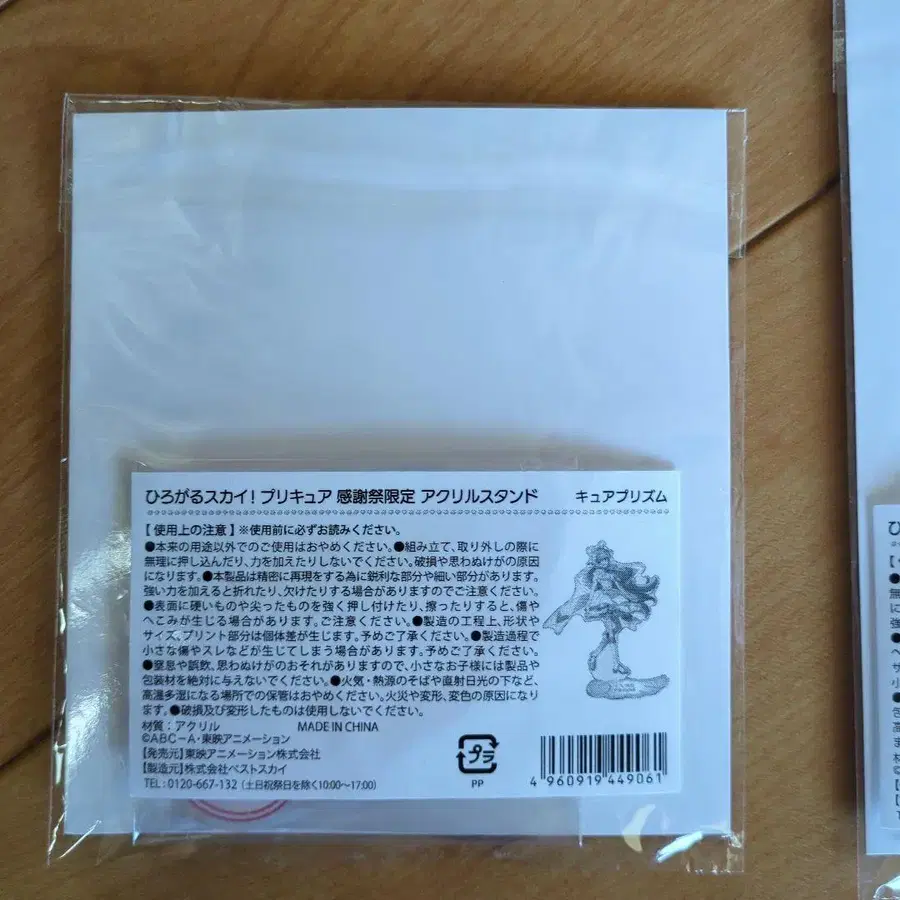 ひろがるスカイ！プリキュア 感謝祭限定 アクリルスタンド キュアプリズム
【使用上の注意】※使用前に必ずお読みください。
●本来の用途以外でのご使用はおやめください。●組み立て、取り外しの際に
無理に押し込んだり、力を加えたりしないでください。破損や思わぬけがの原因
になります。●本製品は精密に再現をする為に鋭利な部分や細い部分があります。
強い力を加えると折れたり、欠けたりする場合がありますのでご注意ください。
●表面に硬いものや尖ったものを強く押し付けたり、擦ったりすると、傷や
へこみが生じる場合があります。ご注意ください。●製造の工程上、形状や
サイズ、プリント部分は個体差が生じます。予めご了承ください。●製造過程で
小さな傷やスレなどが生じてしまう場合があります。予めご了承ください。
●窒息や誤飲、思わぬけがのおそれがありますので、小さなお子様には製品や
包装材を絶対に与えないでください。●火気・熱源のそばや直射日光の下など、
高温多湿になる場所での保管はおやめください。火災や変形、変色の原因になり
ます。●破損及び変形したものは使用しないでください。
材質：アクリル MADE IN CHINA
©ABC-A・東映アニメーション
【発売元】東映アニメーション株式会社
【製造元】株式会社ベストスカイ
TEL：0120-667-132（土日祝祭日を除く10:00〜17:00）
プラ
PP
4960919449061
ひ
【
●
無
に
強
●
へ
サ
小
●
き
高
ま
材
©